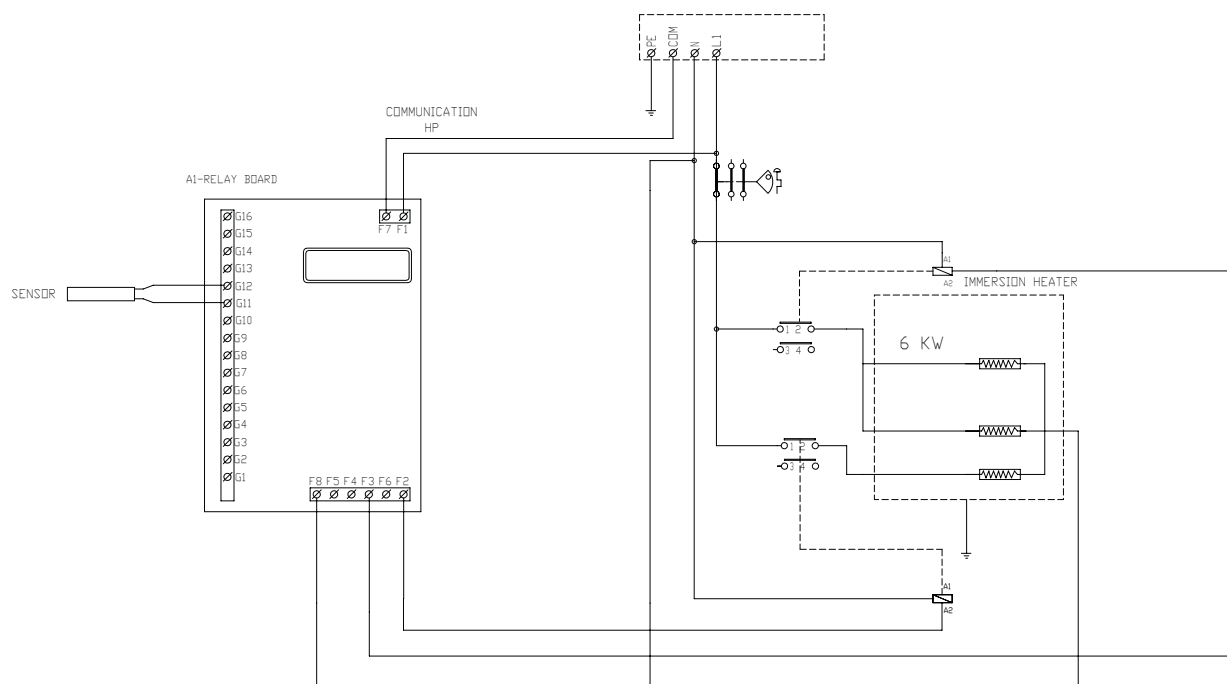 PE
COM
N
L1
COMMUNICATION
HP
A1-RELAY BOARD
G16
G15
G14
G13
G12
G11
G10
G9
G8
G7
G6
G5
G4
G3
G2
G1
F7 F1
SENSOR
F8 F5 F4 F3 F6 F2
A1
A2
IMMERSION HEATER
1 2
3 4
6 KW
1 2
3 4
A1
A2